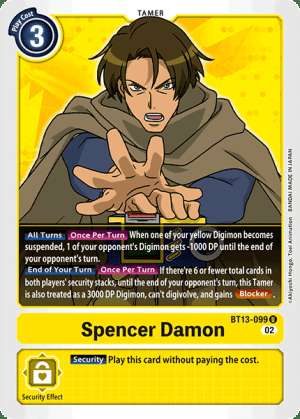 TAMER
Play Cost
3
All Turns Once Per Turn When one of your yellow Digimon becomes
suspended, 1 of your opponent's Digimon gets -1000 DP until the end of
your opponent's turn.
End of Your Turn Once Per Turn If there're 6 or fewer total cards in
both players' security stacks, until the end of your opponent's turn, this Tamer
is also treated as a 3000 DP Digimon, can't digivolve, and gains Blocker .
BT13-099 U
Spencer Damon
02
Security Play this card without paying the cost.
Security Effect
©Akiyoshi Hongo, Toei Animation BANDAI MADE IN JAPAN